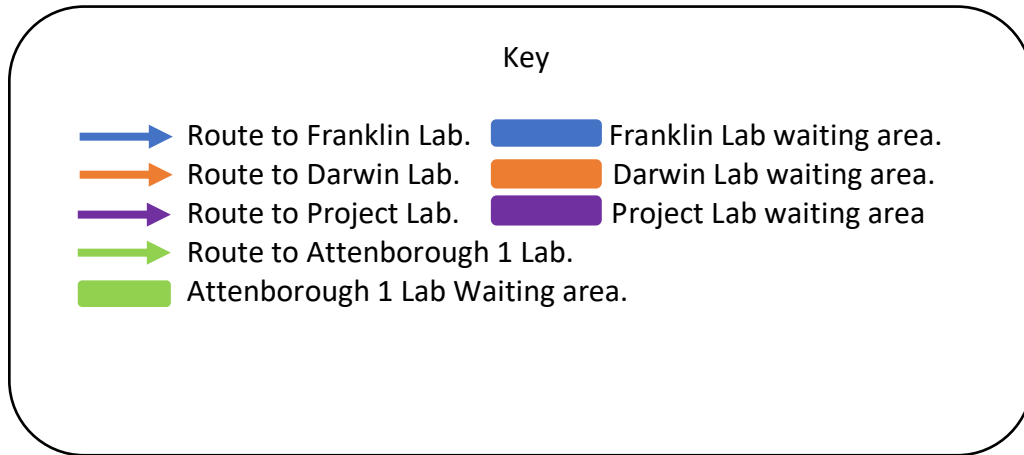 Key
Route to Franklin Lab. Franklin Lab waiting area.
Route to Darwin Lab. Darwin Lab waiting area.
Route to Project Lab. Project Lab waiting area
Route to Attenborough 1 Lab.
Attenborough 1 Lab Waiting area.